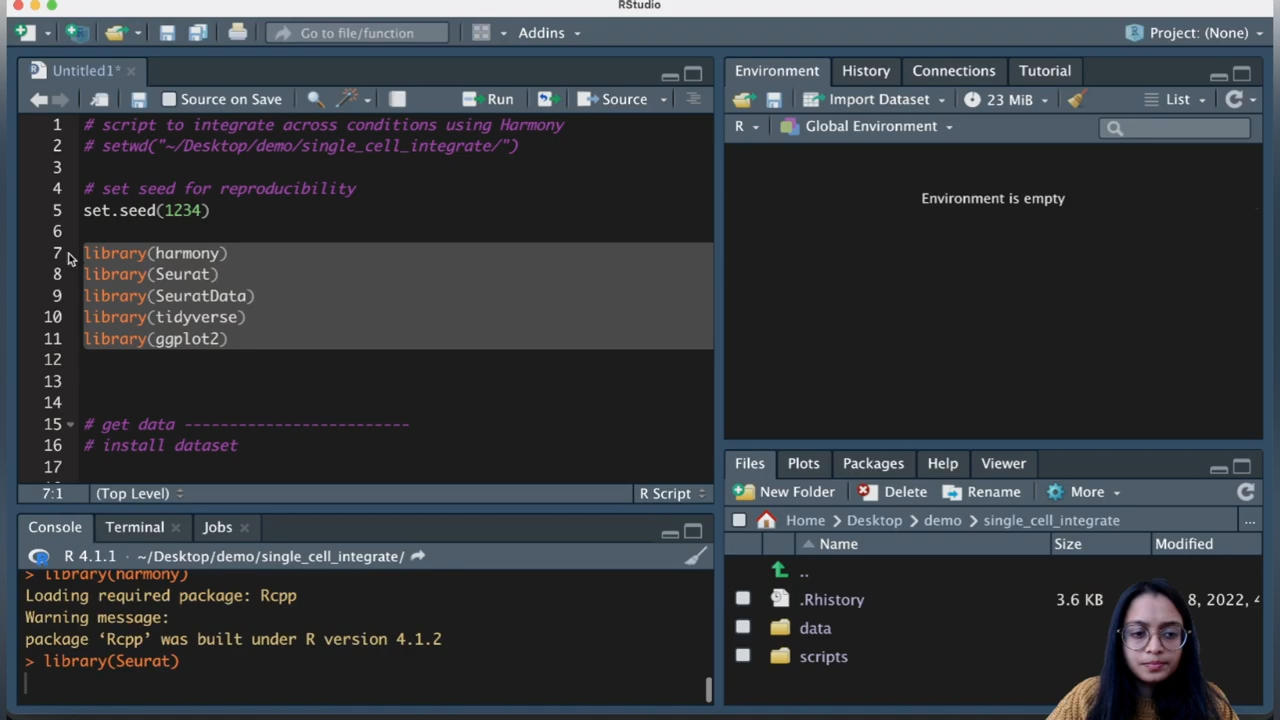 RStudio
Go to file/function
Addins
Project: (None)
Untitled1*
Source on Save
Run
Source
1 # script to integrate across conditions using Harmony
2 # setwd("~/Desktop/demo/single_cell_integrate/")
3
4 # set seed for reproducibility
5 set.seed(1234)
6
7 library(harmony)
8 library(Seurat)
9 library(SeuratData)
10 library(tidyverse)
11 library(ggplot2)
12
13
14
15 # get data -------------------------
16 # install dataset
17
7:1 (Top Level) R Script
Console Terminal Jobs
R 4.1.1 · ~/Desktop/demo/single_cell_integrate/
> library(harmony)
Loading required package: Rcpp
Warning message:
package ‘Rcpp’ was built under R version 4.1.2
> library(Seurat)
Environment History Connections Tutorial
Import Dataset 23 MiB List
R Global Environment
Environment is empty
Files Plots Packages Help Viewer
New Folder Delete Rename More
Home Desktop demo single_cell_integrate ...
Name Size Modified
..
.Rhistory 3.6 KB 8, 2022, 4
data
scripts